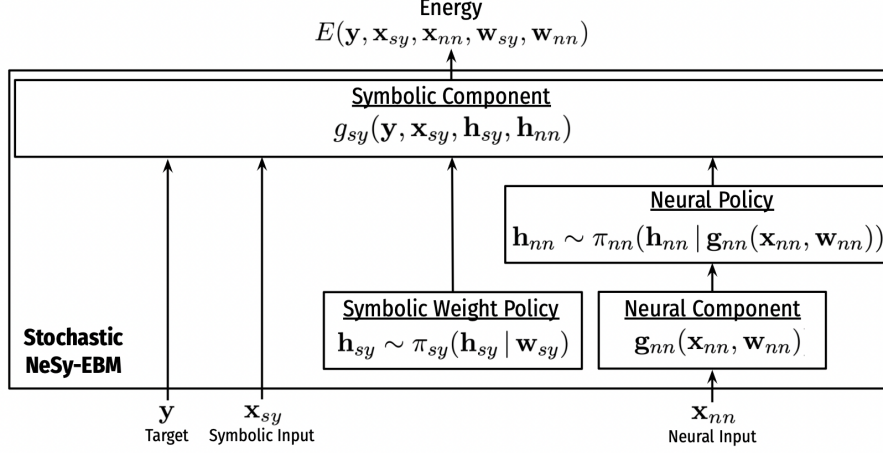 Energy
E(y, x_sy, x_nn, w_sy, w_nn)
Symbolic Component
g_sy(y, x_sy, h_sy, h_nn)
Neural Policy
h_nn ∼ π_nn(h_nn | g_nn(x_nn, w_nn))
Symbolic Weight Policy
h_sy ∼ π_sy(h_sy | w_sy)
Neural Component
g_nn(x_nn, w_nn)
Stochastic
NeSy-EBM
y
Target
x_sy
Symbolic Input
x_nn
Neural Input